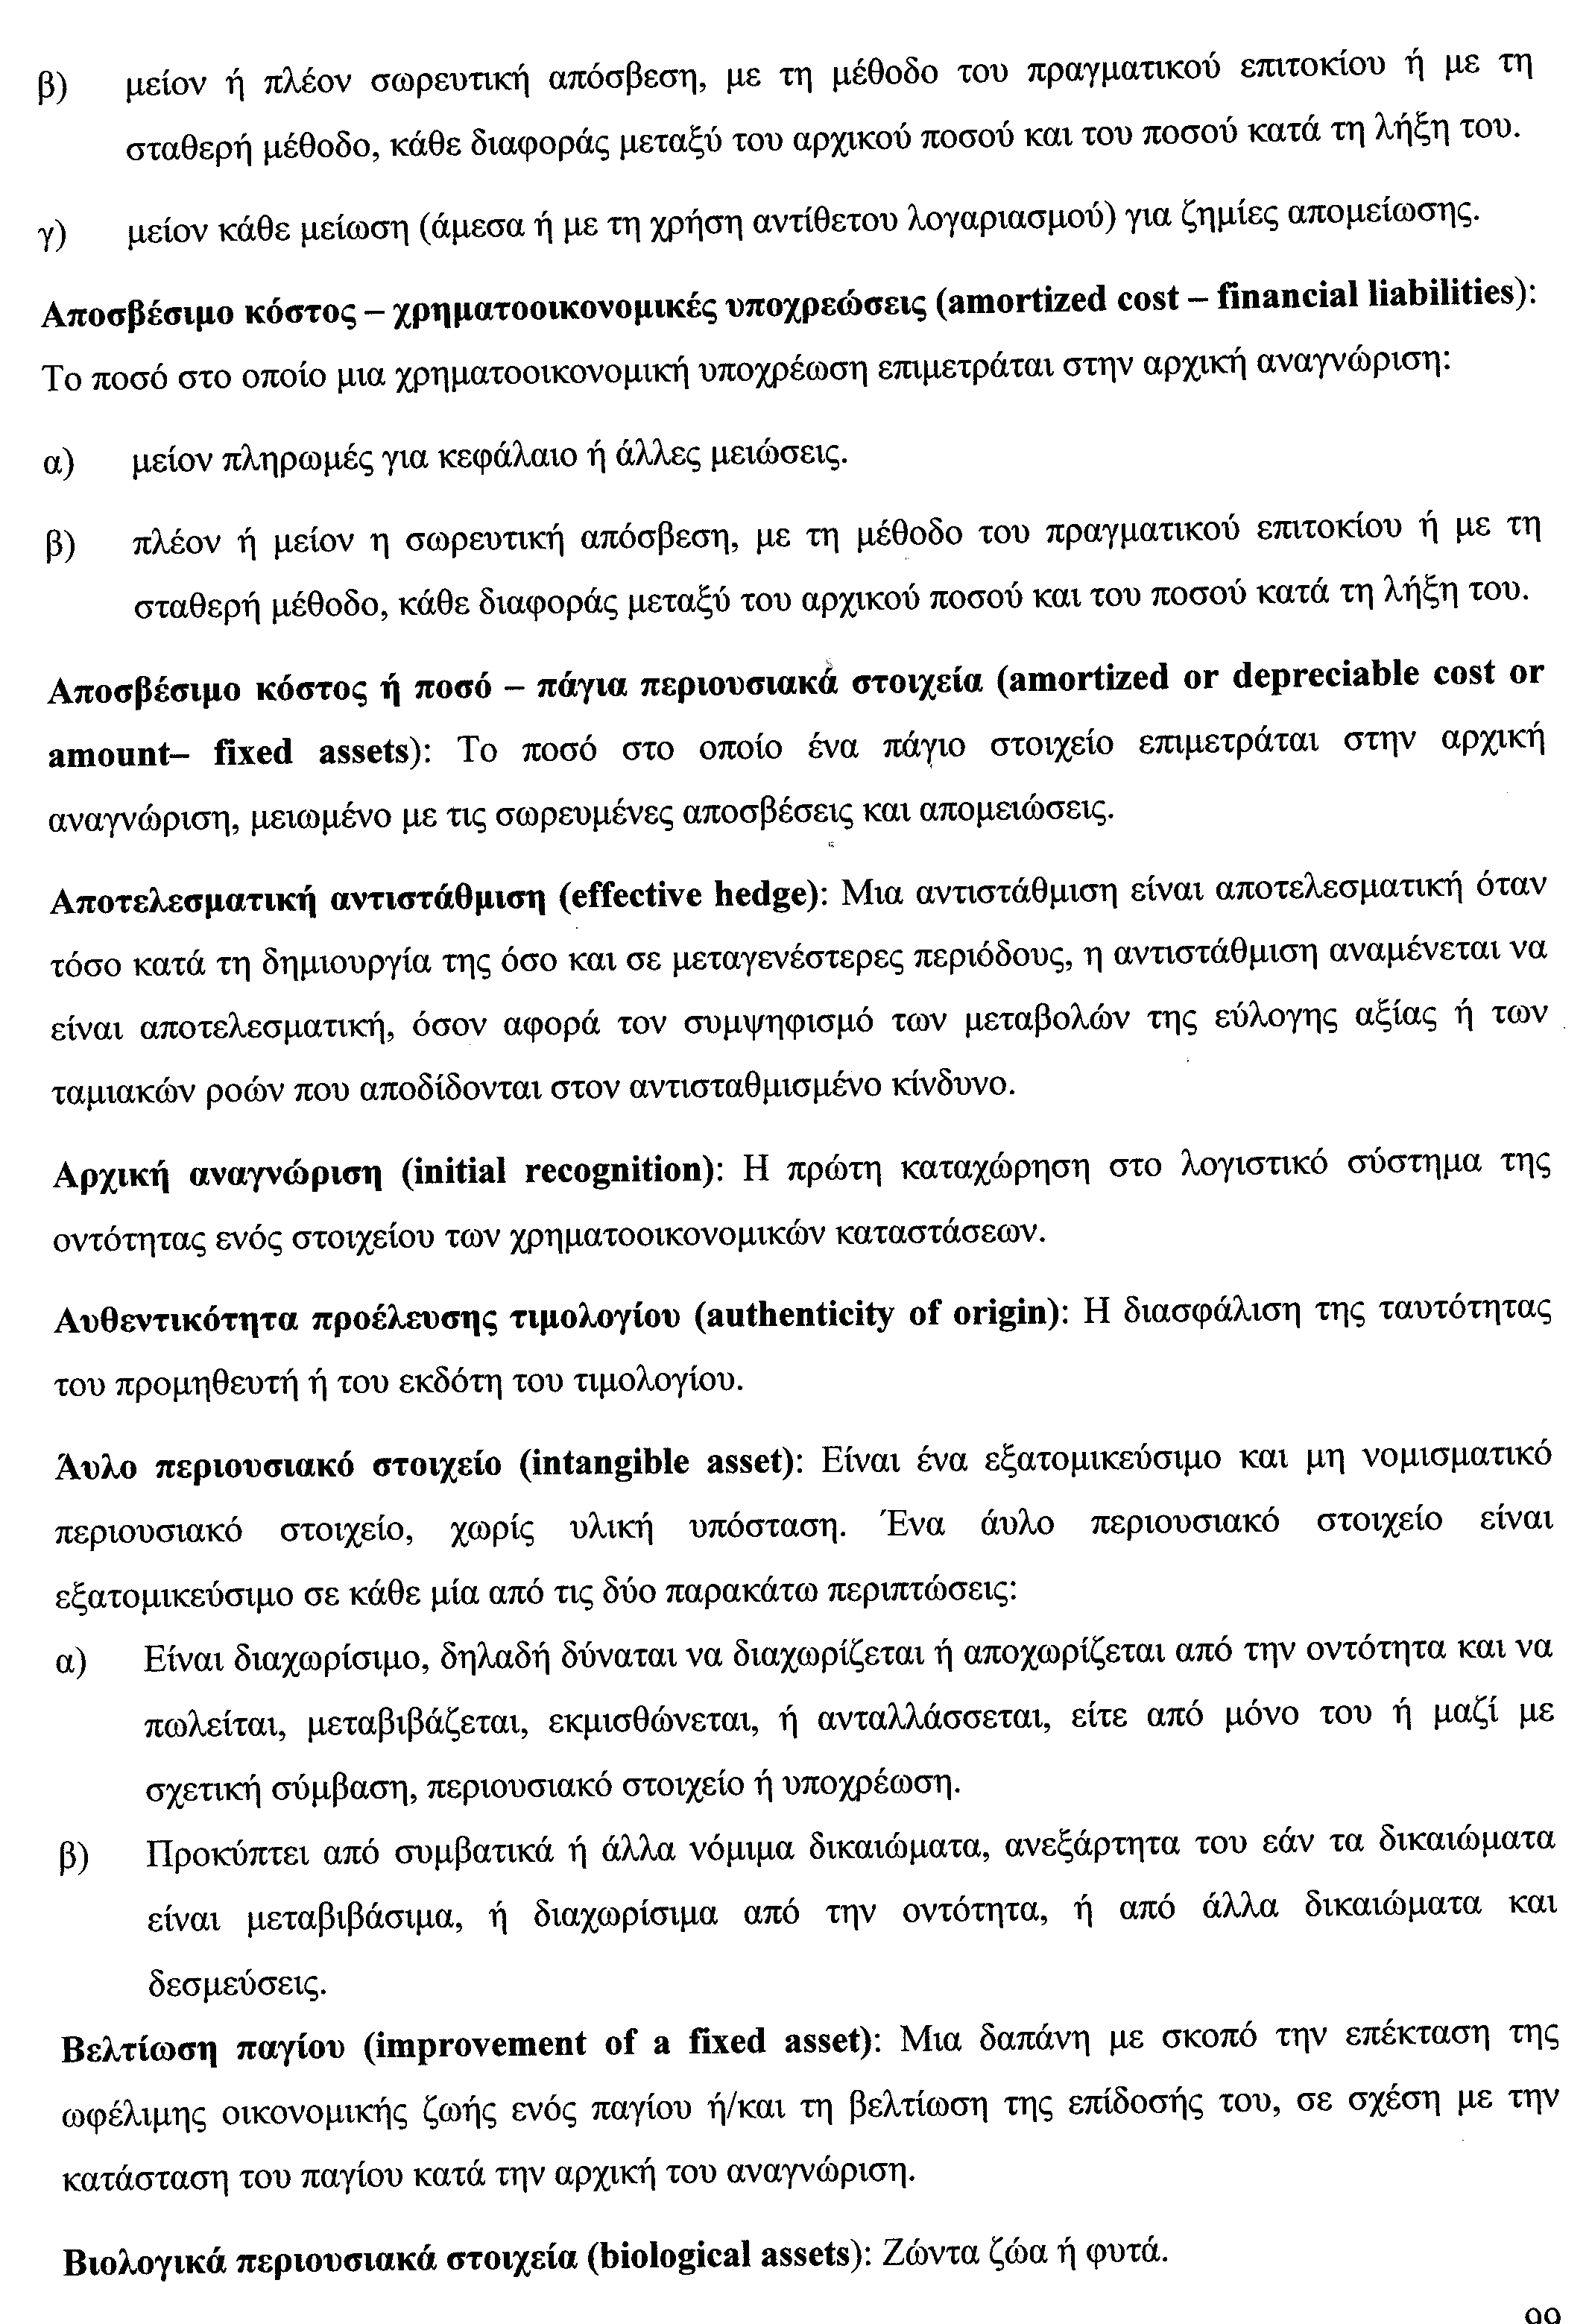 β) μείον ή πλέον σωρευτική απόσβεση, με τη μέθοδο του πραγματικού επιτοκίου ή με τη
σταθερή μέθοδο, κάθε διαφοράς μεταξύ του αρχικού ποσού και του ποσού κατά τη λήξη του.
γ) μείον κάθε μείωση (άμεσα ή με τη χρήση αντίθετου λογαριασμού) για ζημίες απομείωσης.
Αποσβέσιμο κόστος – χρηματοοικονομικές υποχρεώσεις (amortized cost – financial liabilities):
Το ποσό στο οποίο μια χρηματοοικονομική υποχρέωση επιμετράται στην αρχική αναγνώριση:
α) μείον πληρωμές για κεφάλαιο ή άλλες μειώσεις.
β) πλέον ή μείον η σωρευτική απόσβεση, με τη μέθοδο του πραγματικού επιτοκίου ή με τη
σταθερή μέθοδο, κάθε διαφοράς μεταξύ του αρχικού ποσού και του ποσού κατά τη λήξη του.
Αποσβέσιμο κόστος ή ποσό – πάγια περιουσιακά στοιχεία (amortized or depreciable cost or
amount– fixed assets): Το ποσό στο οποίο ένα πάγιο στοιχείο επιμετράται στην αρχική
αναγνώριση, μειωμένο με τις σωρευμένες αποσβέσεις και απομειώσεις.
Αποτελεσματική αντιστάθμιση (effective hedge): Μια αντιστάθμιση είναι αποτελεσματική όταν
τόσο κατά τη δημιουργία της όσο και σε μεταγενέστερες περιόδους, η αντιστάθμιση αναμένεται να
είναι αποτελεσματική, όσον αφορά τον συμψηφισμό των μεταβολών της εύλογης αξίας ή των
ταμιακών ροών που αποδίδονται στον αντισταθμισμένο κίνδυνο.
Αρχική αναγνώριση (initial recognition): Η πρώτη καταχώρηση στο λογιστικό σύστημα της
οντότητας ενός στοιχείου των χρηματοοικονομικών καταστάσεων.
Αυθεντικότητα προέλευσης τιμολογίου (authenticity of origin): Η διασφάλιση της ταυτότητας
του προμηθευτή ή του εκδότη του τιμολογίου.
Άυλο περιουσιακό στοιχείο (intangible asset): Είναι ένα εξατομικεύσιμο και μη νομισματικό
περιουσιακό στοιχείο, χωρίς υλική υπόσταση. Ένα άυλο περιουσιακό στοιχείο είναι
εξατομικεύσιμο σε κάθε μία από τις δύο παρακάτω περιπτώσεις:
α) Είναι διαχωρίσιμο, δηλαδή δύναται να διαχωρίζεται ή αποχωρίζεται από την οντότητα και να
πωλείται, μεταβιβάζεται, εκμισθώνεται, ή ανταλλάσσεται, είτε από μόνο του ή μαζί με
σχετική σύμβαση, περιουσιακό στοιχείο ή υποχρέωση.
β) Προκύπτει από συμβατικά ή άλλα νόμιμα δικαιώματα, ανεξάρτητα του εάν τα δικαιώματα
είναι μεταβιβάσιμα, ή διαχωρίσιμα από την οντότητα, ή από άλλα δικαιώματα και
δεσμεύσεις.
Βελτίωση παγίου (improvement of a fixed asset): Μια δαπάνη με σκοπό την επέκταση της
ωφέλιμης οικονομικής ζωής ενός παγίου ή/και τη βελτίωση της επίδοσής του, σε σχέση με την
κατάσταση του παγίου κατά την αρχική του αναγνώριση.
Βιολογικά περιουσιακά στοιχεία (biological assets): Ζώντα ζώα ή φυτά.